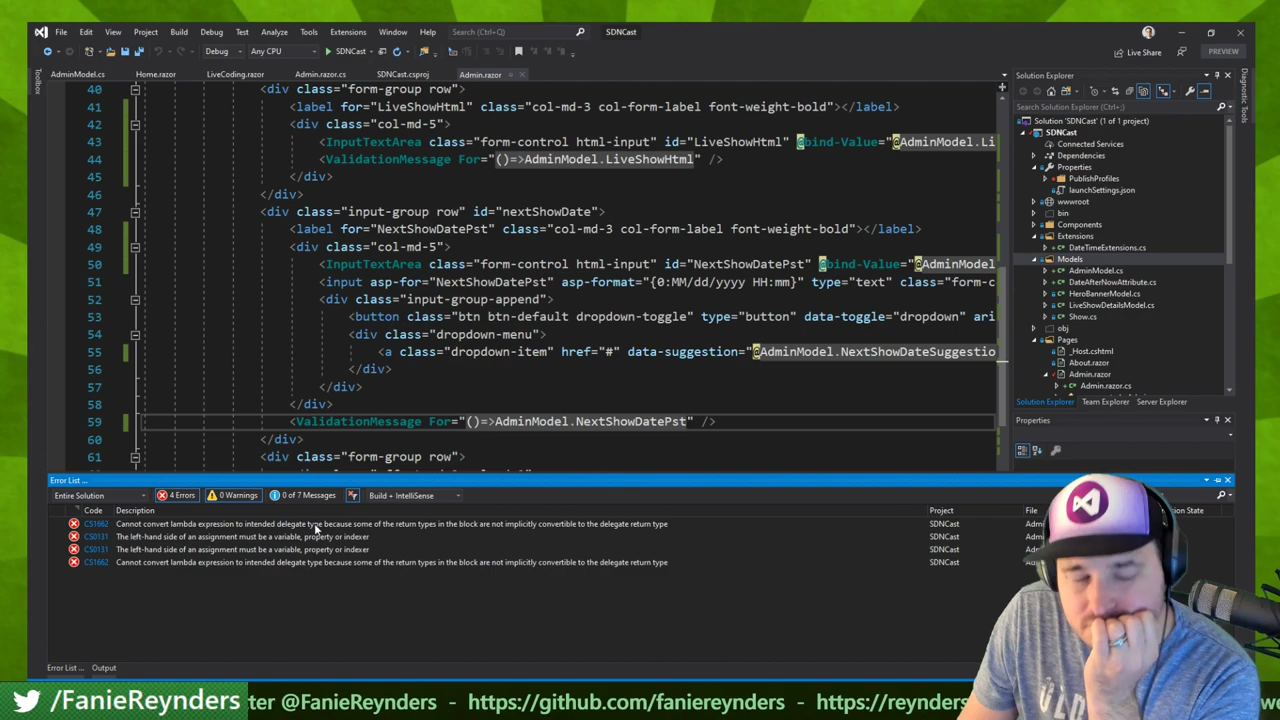 File Edit View Project Build Debug Test Analyze Tools Extensions Window Help Search (Ctrl+Q) SDNCast
Debug Any CPU SDNCast Live Share PREVIEW
AdminModel.cs Home.razor LiveCoding.razor Admin.razor.cs SDNCast.csproj Admin.razor
Toolbox
40 <div class="form-group row">
41 <label for="LiveShowHtml" class="col-md-3 col-form-label font-weight-bold"></label>
42 <div class="col-md-5">
43 <InputTextArea class="form-control html-input" id="LiveShowHtml" @bind-Value="@AdminModel.Li
44 <ValidationMessage For="()=>AdminModel.LiveShowHtml" />
45 </div>
46 </div>
47 <div class="input-group row" id="nextShowDate">
48 <label for="NextShowDatePst" class="col-md-3 col-form-label font-weight-bold"></label>
49 <div class="col-md-5">
50 <InputTextArea class="form-control html-input" id="NextShowDatePst" @bind-Value="@AdminModel
51 <input asp-for="NextShowDatePst" asp-format="{0:MM/dd/yyyy HH:mm}" type="text" class="form-c
52 <div class="input-group-append">
53 <button class="btn btn-default dropdown-toggle" type="button" data-toggle="dropdown" ari
54 <div class="dropdown-menu">
55 <a class="dropdown-item" href="#" data-suggestion="@AdminModel.NextShowDateSuggestio
56 </div>
57 </div>
58 </div>
59 <ValidationMessage For="()=>AdminModel.NextShowDatePst" />
60 </div>
61 <div class="form-group row">
Solution Explorer
Search Solution Explorer (Ctrl+;)
Solution 'SDNCast' (1 of 1 project)
SDNCast
Connected Services
Dependencies
Properties
PublishProfiles
launchSettings.json
wwwroot
bin
Components
Extensions
DateTimeExtensions.cs
Models
AdminModel.cs
DateAfterNowAttribute.cs
HeroBannerModel.cs
LiveShowDetailsModel.cs
Show.cs
obj
Pages
_Host.cshtml
About.razor
Admin.razor
Admin.razor.cs
Solution Explorer Team Explorer Server Explorer
Properties
Diagnostic Tools
Error List ...
Entire Solution 4 Errors 0 Warnings 0 of 7 Messages Build + IntelliSense
Code Description Project File
CS1662 Cannot convert lambda expression to intended delegate type because some of the return types in the block are not implicitly convertible to the delegate return type SDNCast
CS0131 The left-hand side of an assignment must be a variable, property or indexer SDNCast
CS0131 The left-hand side of an assignment must be a variable, property or indexer SDNCast
CS1662 Cannot convert lambda expression to intended delegate type because some of the return types in the block are not implicitly convertible to the delegate return type SDNCast
Error List ... Output
/FanieReynders tter @FanieReynders - https://github.com/faniereynders - https://reynders